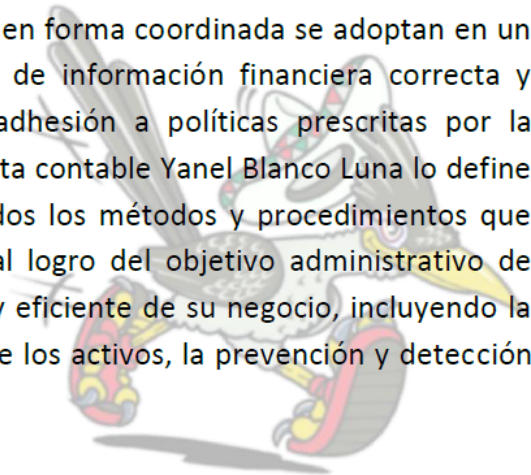 en forma coordinada se adoptan en un
de información financiera correcta y
adhesión a políticas prescritas por la
ta contable Yanel Blanco Luna lo define
dos los métodos y procedimientos que
al logro del objetivo administrativo de
y eficiente de su negocio, incluyendo la
e los activos, la prevención y detección